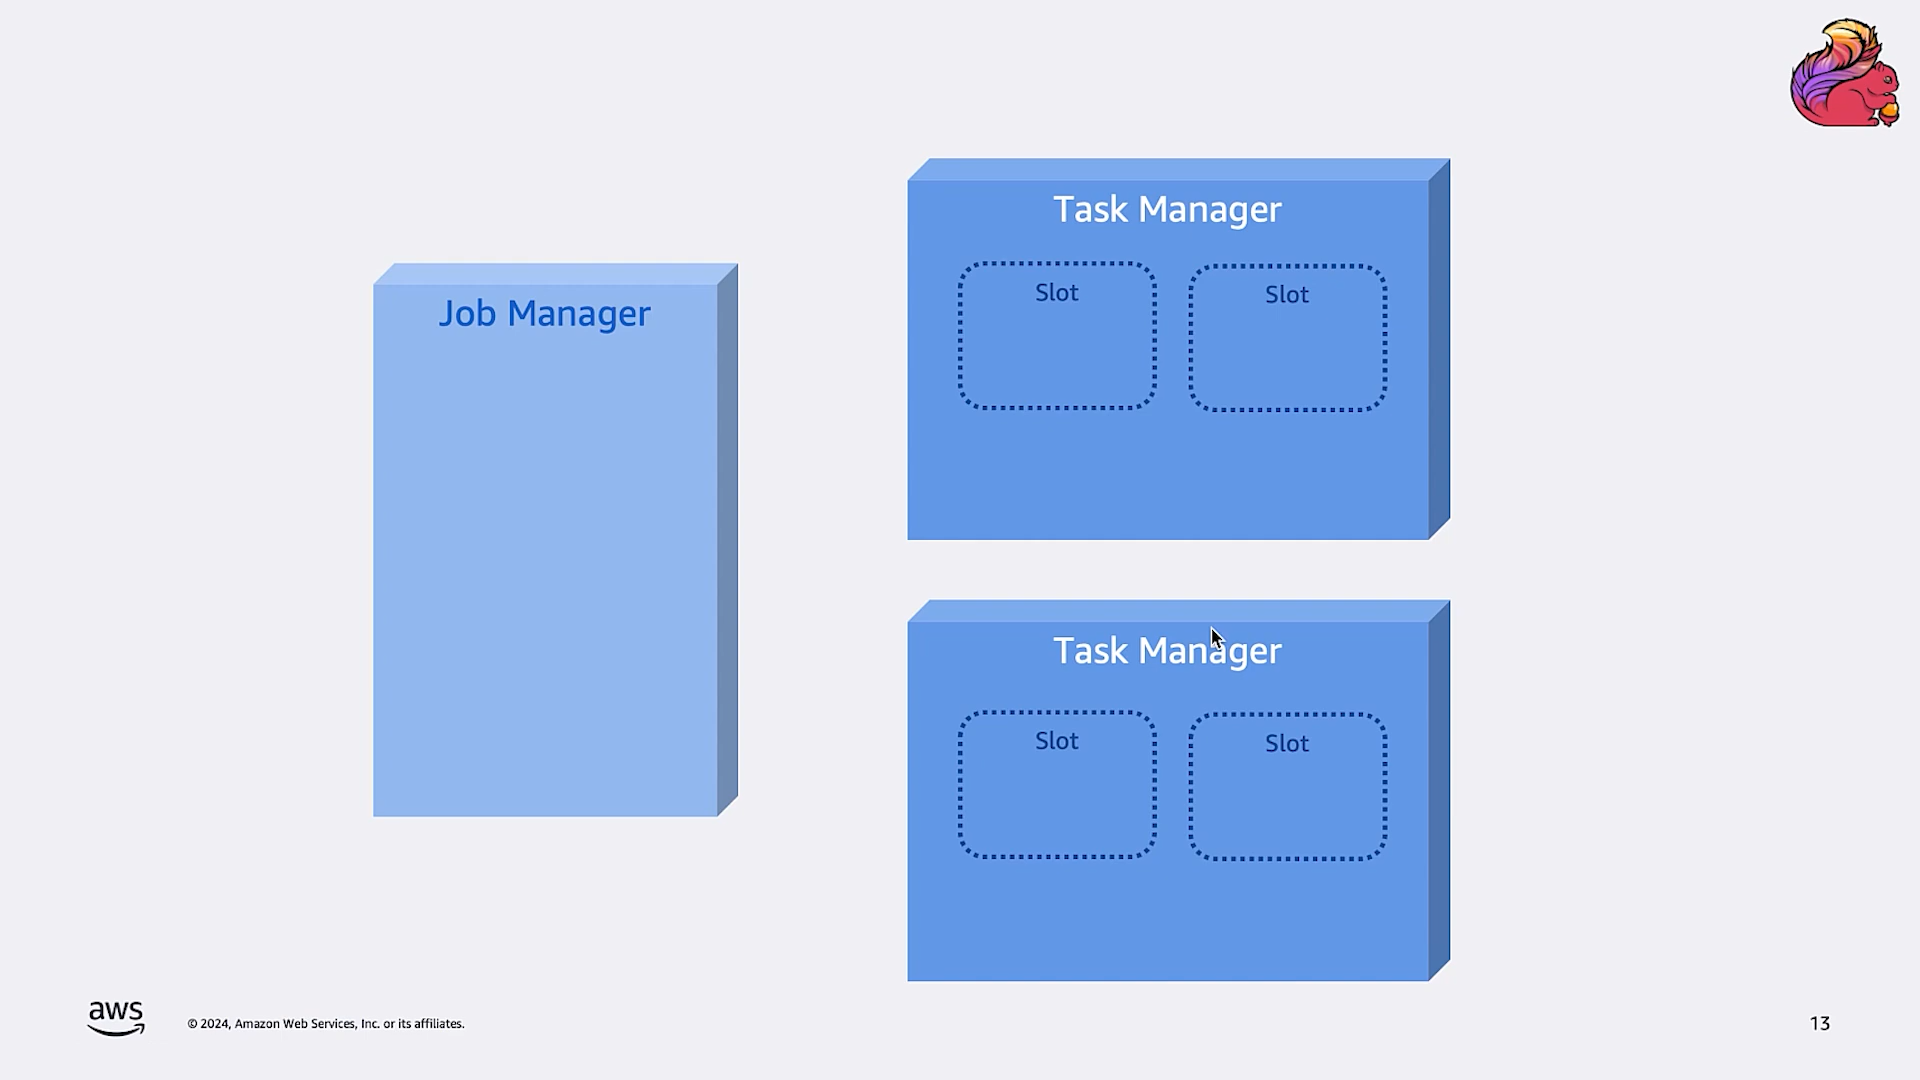 Job Manager
Task Manager
Slot
Slot
Task Manager
Slot
Slot
aws
© 2024, Amazon Web Services, Inc. or its affiliates.
13